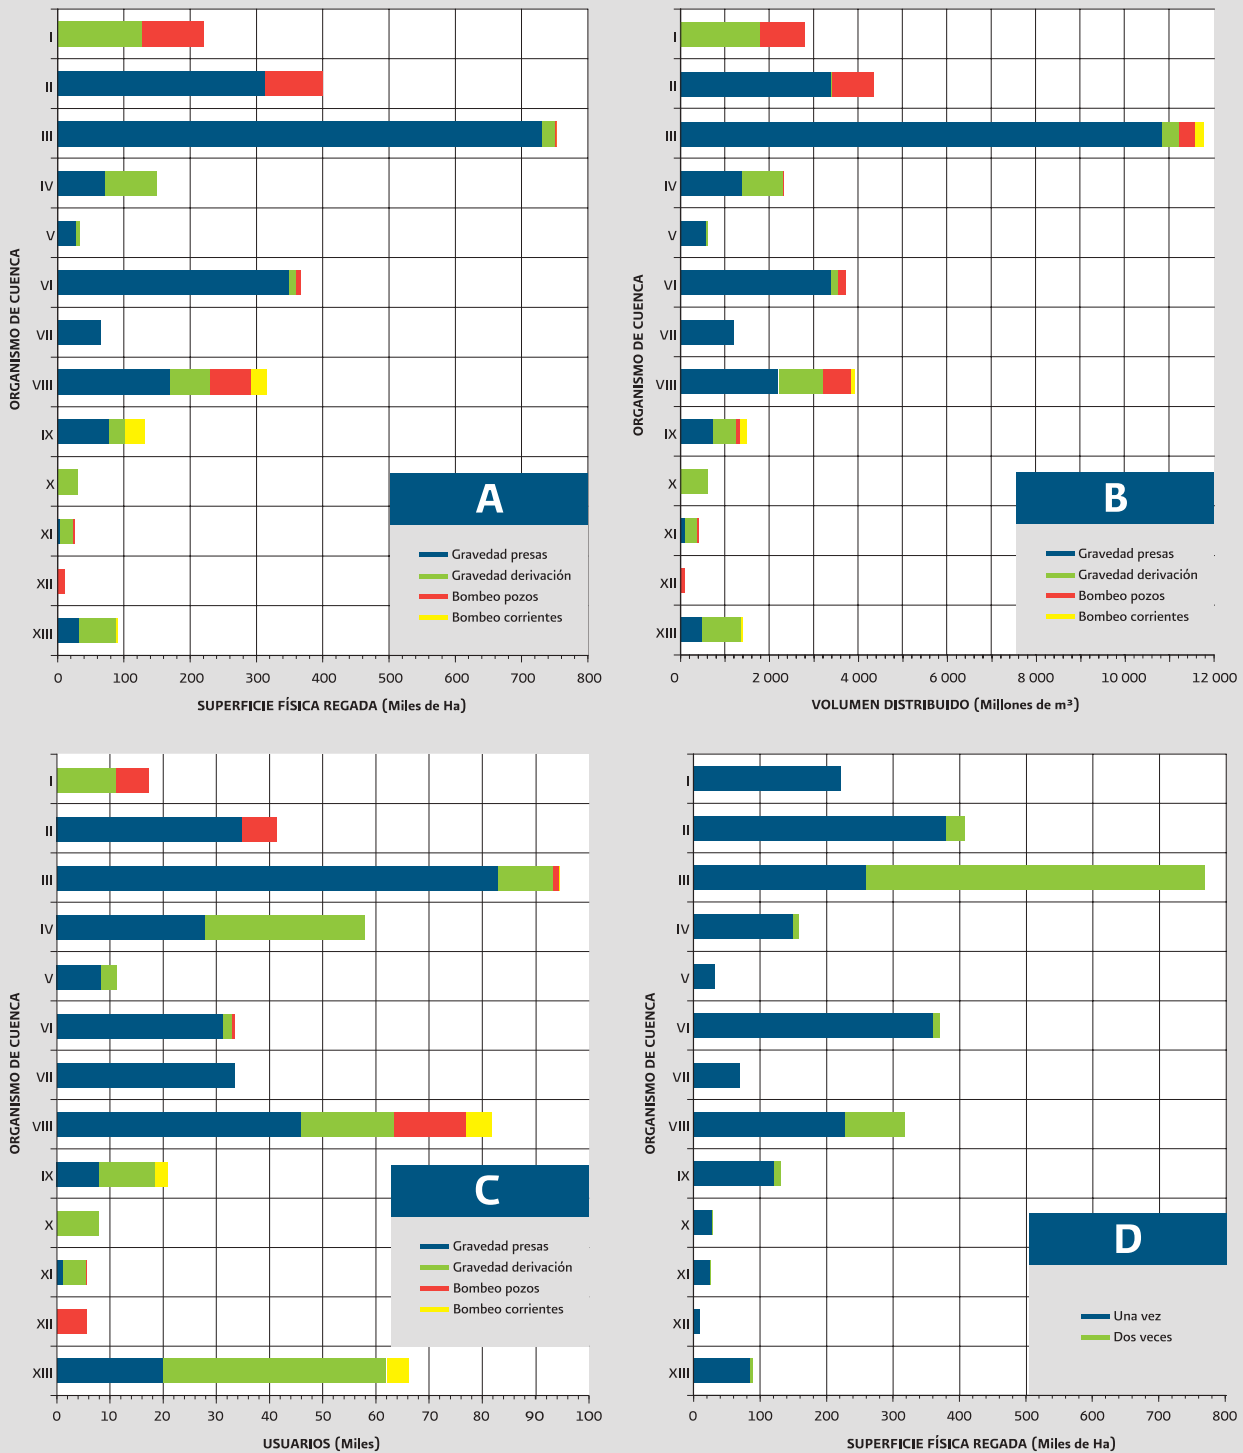 I
II
III
IV
V
VI
VII
VIII
IX
X
XI
XII
XIII
ORGANISMO DE CUENCA
A
Gravedad presas
Gravedad derivación
Bombeo pozos
Bombeo corrientes
0 100 200 300 400 500 600 700 800
SUPERFICIE FÍSICA REGADA (Miles de Ha)
I
II
III
IV
V
VI
VII
VIII
IX
X
XI
XII
XIII
ORGANISMO DE CUENCA
B
Gravedad presas
Gravedad derivación
Bombeo pozos
Bombeo corrientes
0 2 000 4 000 6 000 8 000 10 000 12 000
VOLUMEN DISTRIBUIDO (Millones de m³)
I
II
III
IV
V
VI
VII
VIII
IX
X
XI
XII
XIII
ORGANISMO DE CUENCA
C
Gravedad presas
Gravedad derivación
Bombeo pozos
Bombeo corrientes
0 10 20 30 40 50 60 70 80 90 100
USUARIOS (Miles)
I
II
III
IV
V
VI
VII
VIII
IX
X
XI
XII
XIII
ORGANISMO DE CUENCA
D
Una vez
Dos veces
0 100 200 300 400 500 600 700 800
SUPERFICIE FÍSICA REGADA (Miles de Ha)